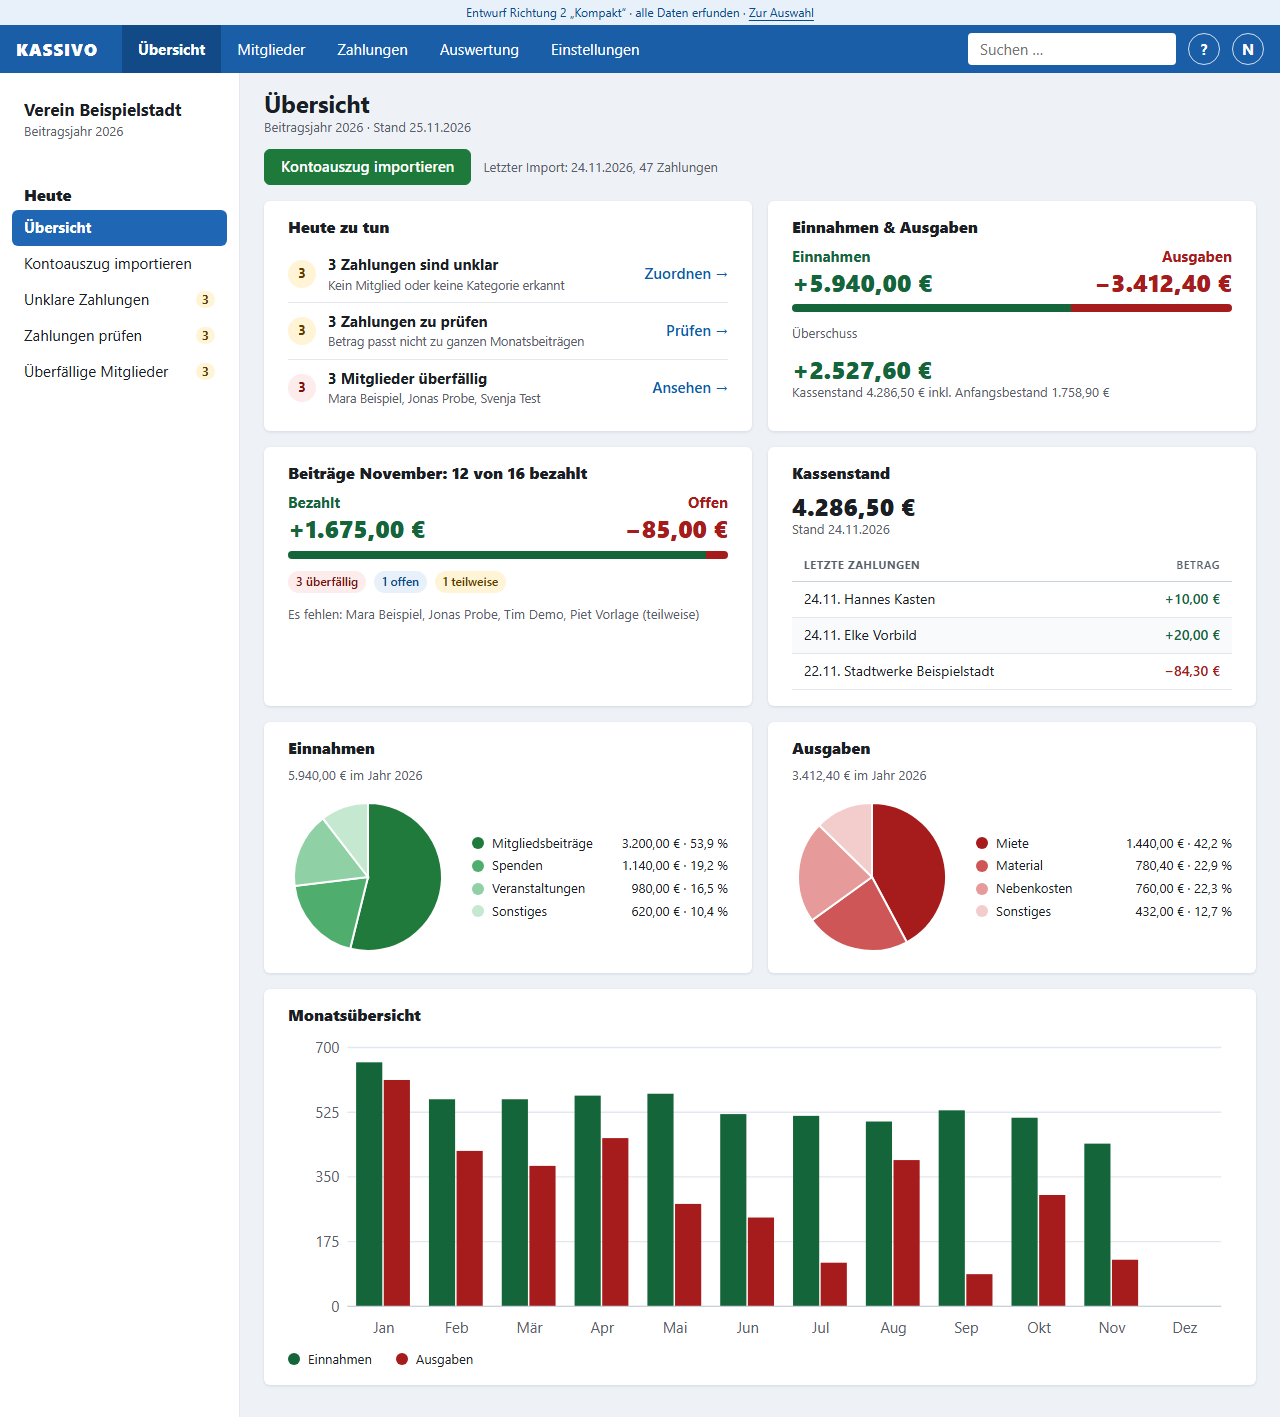 Entwurf Richtung 2 „Kompakt“ · alle Daten erfunden · Zur Auswahl
KASSIVO Übersicht Mitglieder Zahlungen Auswertung Einstellungen Suchen ... ? N
Verein Beispielstadt
Beitragsjahr 2026
Heute
Übersicht
Kontoauszug importieren
Unklare Zahlungen 3
Zahlungen prüfen 3
Überfällige Mitglieder 3
Übersicht
Beitragsjahr 2026 · Stand 25.11.2026
Kontoauszug importieren Letzter Import: 24.11.2026, 47 Zahlungen
Heute zu tun
3 3 Zahlungen sind unklar Zuordnen →
Kein Mitglied oder keine Kategorie erkannt
3 3 Zahlungen zu prüfen Prüfen →
Betrag passt nicht zu ganzen Monatsbeiträgen
3 3 Mitglieder überfällig Ansehen →
Mara Beispiel, Jonas Probe, Svenja Test
Einnahmen & Ausgaben
Einnahmen Ausgaben
+5.940,00 € −3.412,40 €
Überschuss
+2.527,60 €
Kassenstand 4.286,50 € inkl. Anfangsbestand 1.758,90 €
Beiträge November: 12 von 16 bezahlt
Bezahlt Offen
+1.675,00 € −85,00 €
3 überfällig 1 offen 1 teilweise
Es fehlen: Mara Beispiel, Jonas Probe, Tim Demo, Piet Vorlage (teilweise)
Kassenstand
4.286,50 €
Stand 24.11.2026
LETZTE ZAHLUNGEN BETRAG
24.11. Hannes Kasten +10,00 €
24.11. Elke Vorbild +20,00 €
22.11. Stadtwerke Beispielstadt −84,30 €
Einnahmen
5.940,00 € im Jahr 2026
Mitgliedsbeiträge 3.200,00 € · 53,9 %
Spenden 1.140,00 € · 19,2 %
Veranstaltungen 980,00 € · 16,5 %
Sonstiges 620,00 € · 10,4 %
Ausgaben
3.412,40 € im Jahr 2026
Miete 1.440,00 € · 42,2 %
Material 780,40 € · 22,9 %
Nebenkosten 760,00 € · 22,3 %
Sonstiges 432,00 € · 12,7 %
Monatsübersicht
700
525
350
175
0
Jan Feb Mär Apr Mai Jun Jul Aug Sep Okt Nov Dez
Einnahmen Ausgaben